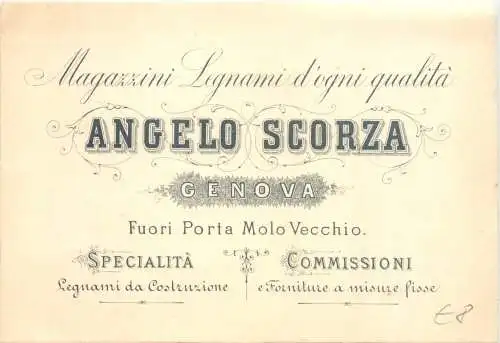 Magazzini Legnami d'ogni qualità
ANGELO SCORZA
GENOVA
Fuori Porta Molo Vecchio.
SPECIALITÀ
Legnami da Costruzione
COMMISSIONI
e Forniture a misure fisse
€8